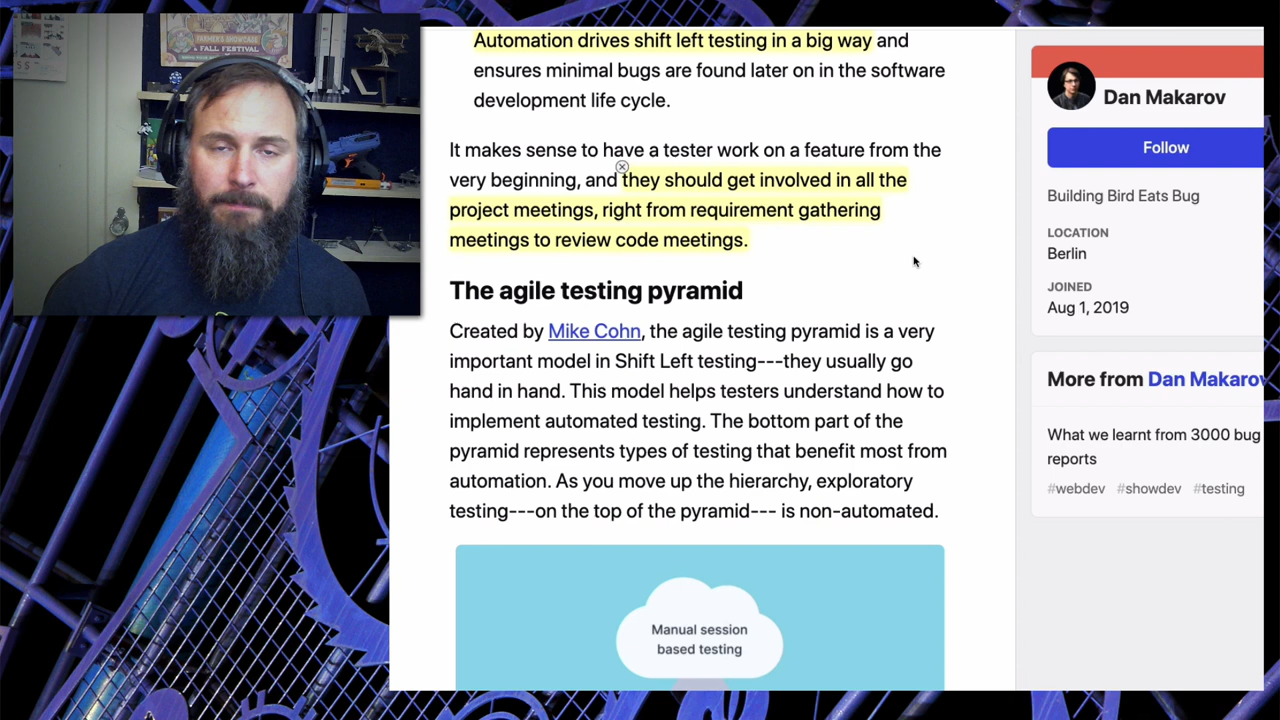 FARMER'S SHOWCASE
& FALL FESTIVAL
Automation drives shift left testing in a big way and
ensures minimal bugs are found later on in the software
development life cycle.
It makes sense to have a tester work on a feature from the
very beginning, and they should get involved in all the
project meetings, right from requirement gathering
meetings to review code meetings.
The agile testing pyramid
Created by Mike Cohn, the agile testing pyramid is a very
important model in Shift Left testing---they usually go
hand in hand. This model helps testers understand how to
implement automated testing. The bottom part of the
pyramid represents types of testing that benefit most from
automation. As you move up the hierarchy, exploratory
testing---on the top of the pyramid--- is non-automated.
Manual session
based testing
Dan Makarov
Follow
Building Bird Eats Bug
LOCATION
Berlin
JOINED
Aug 1, 2019
More from Dan Makarov
What we learnt from 3000 bug
reports
#webdev #showdev #testing